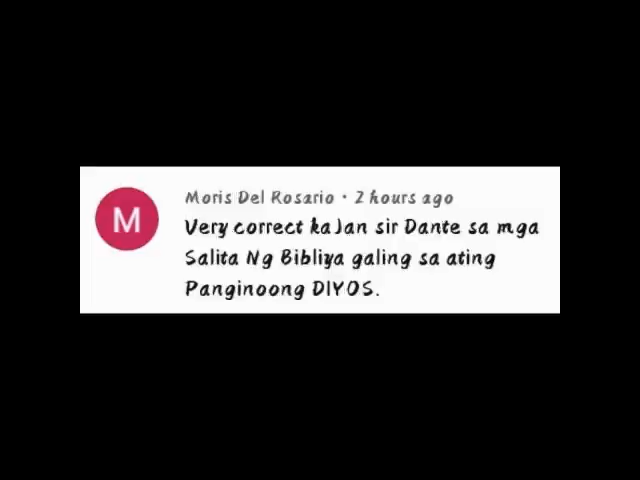 M
Moris Del Rosario • 2 hours ago
Very correct ka Jan sir Dante sa mga
Salita Ng Bibliya galing sa ating
Panginoong DIYOS.